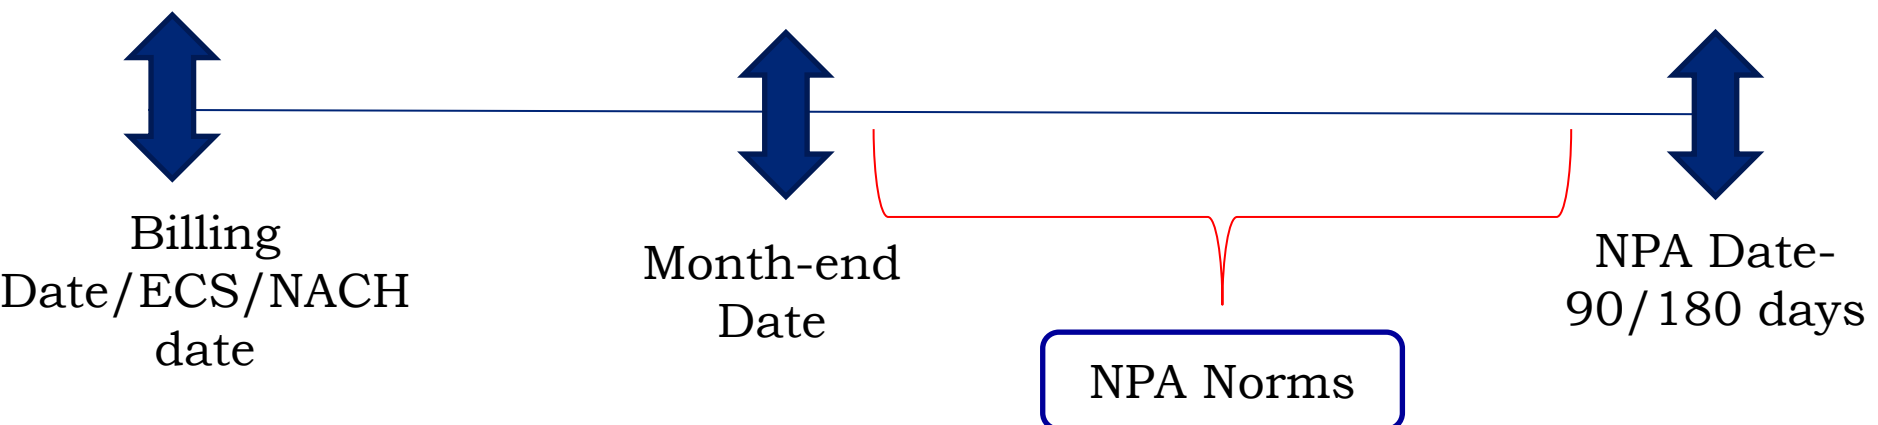 Billing
Date/ECS/NACH
date
Month-end
Date
NPA Norms
NPA Date-
90/180 days